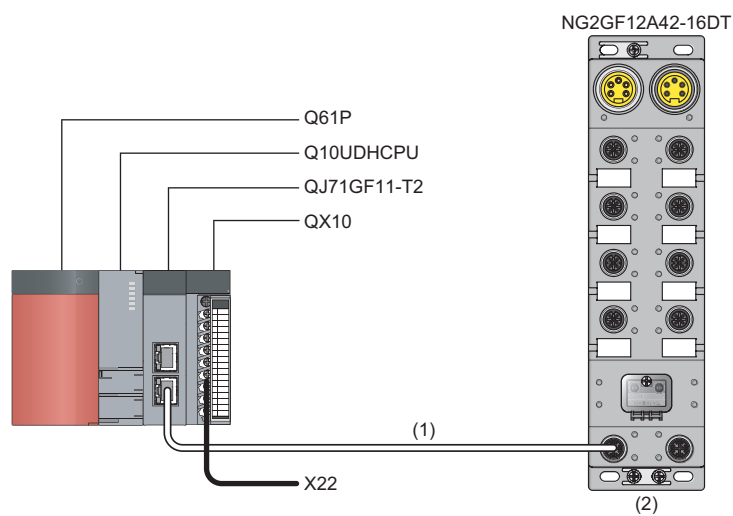 NG2GF12A42-16DT
Q61P
Q10UDHCPU
QJ71GF11-T2
QX10
(1)
X22
(2)